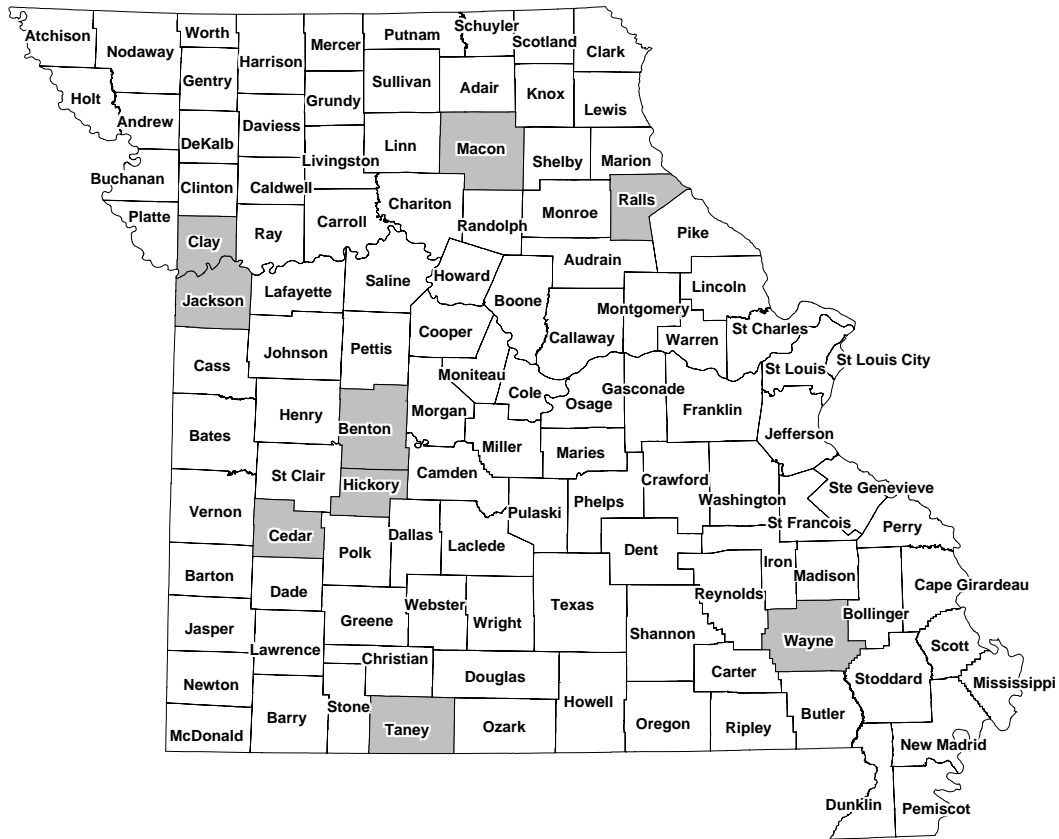 Atchison
Nodaway
Worth
Harrison
Mercer
Putnam
Schuyler
Scotland
Clark
Holt
Gentry
Grundy
Sullivan
Adair
Knox
Lewis
Andrew
DeKalb
Daviess
Livingston
Linn
Macon
Shelby
Marion
Buchanan
Clinton
Caldwell
Chariton
Randolph
Monroe
Ralls
Platte
Clay
Ray
Carroll
Pike
Audrain
Jackson
Lafayette
Saline
Howard
Boone
Callaway
Montgomery
Lincoln
Cass
Johnson
Pettis
Cooper
Moniteau
Warren
St Charles
St Louis
St Louis City
Bates
Henry
Benton
Morgan
Cole
Osage
Gasconade
Franklin
Jefferson
Miller
Maries
St Clair
Hickory
Camden
Vernon
Cedar
Polk
Dallas
Laclede
Pulaski
Phelps
Crawford
Washington
Ste Genevieve
St Francois
Perry
Barton
Dade
Dent
Iron
Madison
Cape Girardeau
Jasper
Lawrence
Greene
Webster
Wright
Texas
Reynolds
Bollinger
Shannon
Wayne
Scott
Newton
Christian
Douglas
Carter
Stoddard
Mississippi
McDonald
Barry
Stone
Taney
Ozark
Howell
Oregon
Ripley
Butler
New Madrid
Dunklin
Pemiscot